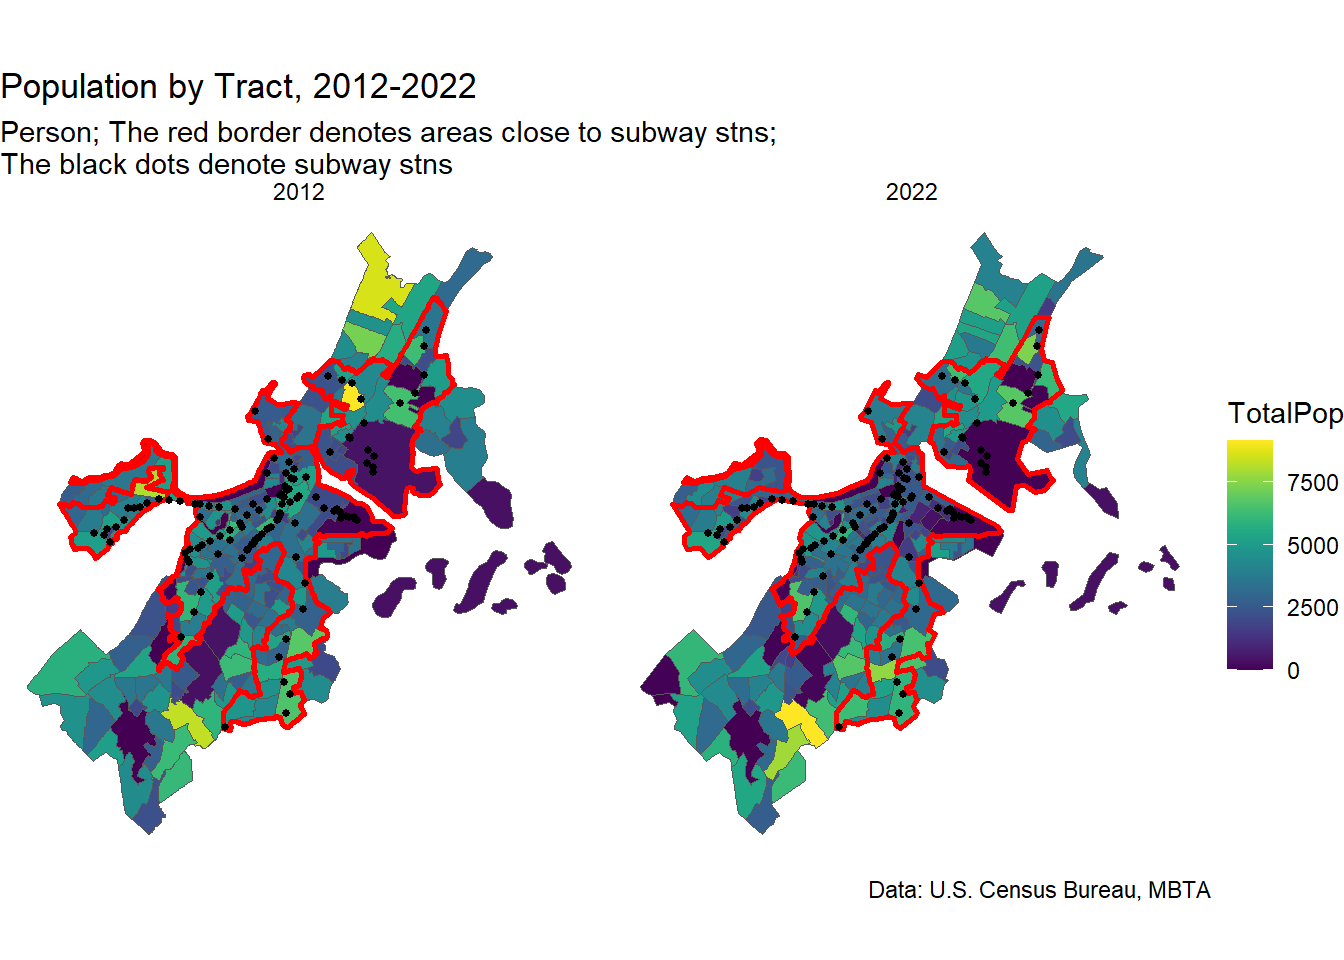 Population by Tract, 2012-2022
Person; The red border denotes areas close to subway stns;
The black dots denote subway stns
2012
2022
TotalPop
7500
5000
2500
0
Data: U.S. Census Bureau, MBTA